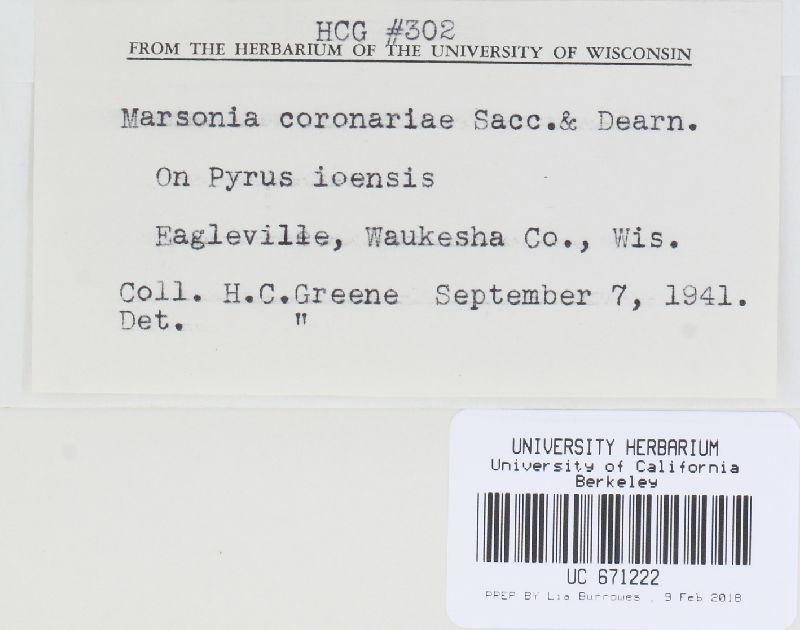 HCG #302
FROM THE HERBARIUM OF THE UNIVERSITY OF WISCONSIN
Marsonia coronariae Sacc.& Dearn.
On Pyrus ioensis
Eagleville, Waukesha Co., Wis.
Coll. H.C.Greene September 7, 1941.
Det. "
UNIVERSITY HERBARIUM
University of California
Berkeley
UC 671222
PREP BY Lia Burrowes , 9 Feb 2018